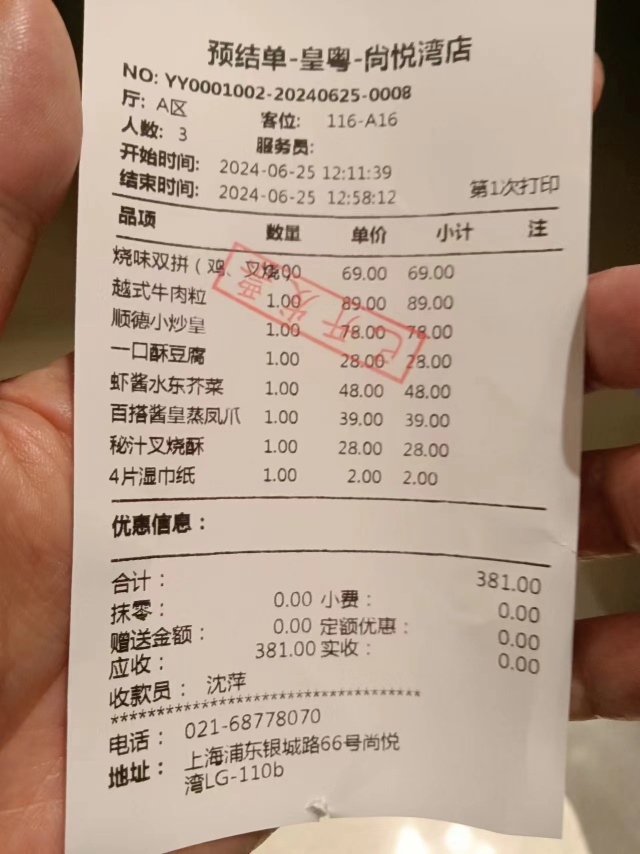 预结单-皇粤-尚悦湾店
NO: YY0001002-20240625-0008
厅: A区 客位: 116-A16
人数: 3 服务员:
开始时间: 2024-06-25 12:11:39
结束时间: 2024-06-25 12:58:12 第1次打印
品项 数量 单价 小计 注
烧味双拼(鸡、叉烧00 69.00 69.00
越式牛肉粒 1.00 89.00 89.00
顺德小炒皇 1.00 78.00 78.00
一口酥豆腐 1.00 28.00 28.00
虾酱水东芥菜 1.00 48.00 48.00
百搭酱皇蒸凤爪 1.00 39.00 39.00
秘汁叉烧酥 1.00 28.00 28.00
4片湿巾纸 1.00 2.00 2.00
已开发票
优惠信息:
合计: 381.00
抹零: 0.00 小费: 0.00
赠送金额: 0.00 定额优惠: 0.00
应收: 381.00 实收: 0.00
收款员: 沈萍
电话: 021-68778070
地址: 上海浦东银城路66号尚悦
湾LG-110b